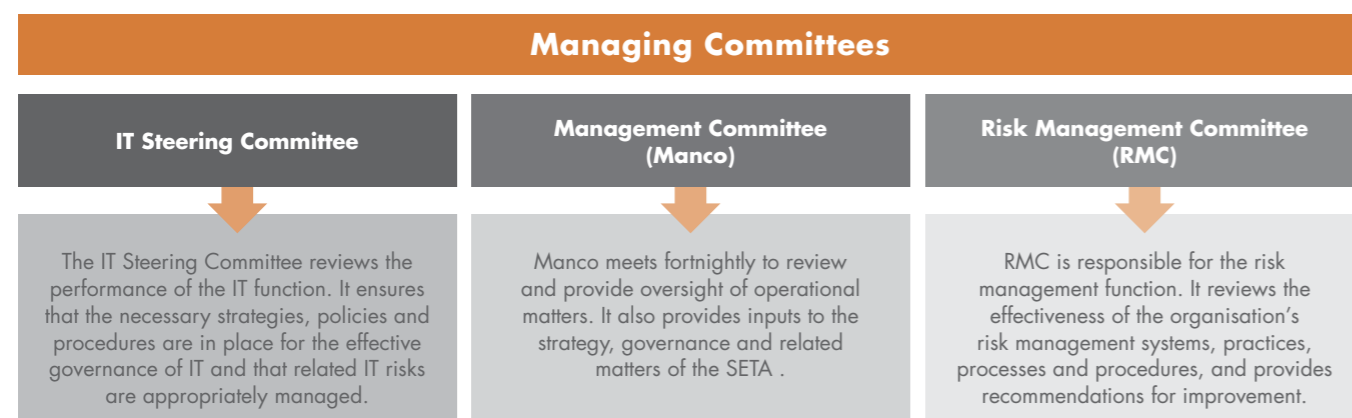 Managing Committees
IT Steering Committee
The IT Steering Committee reviews the
performance of the IT function. It ensures
that the necessary strategies, policies and
procedures are in place for the effective
governance of IT and that related IT risks
are appropriately managed.
Management Committee
(Manco)
Manco meets fortnightly to review
and provide oversight of operational
matters. It also provides inputs to the
strategy, governance and related
matters of the SETA .
Risk Management Committee
(RMC)
RMC is responsible for the risk
management function. It reviews the
effectiveness of the organisation’s
risk management systems, practices,
processes and procedures, and provides
recommendations for improvement.